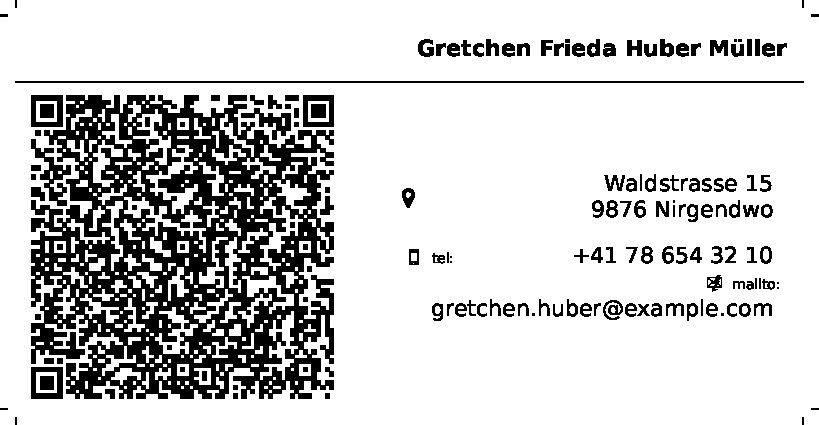 Gretchen Frieda Huber Müller
Waldstrasse 15
9876 Nirgendwo
tel: +41 78 654 32 10
mailto:
gretchen.huber@example.com